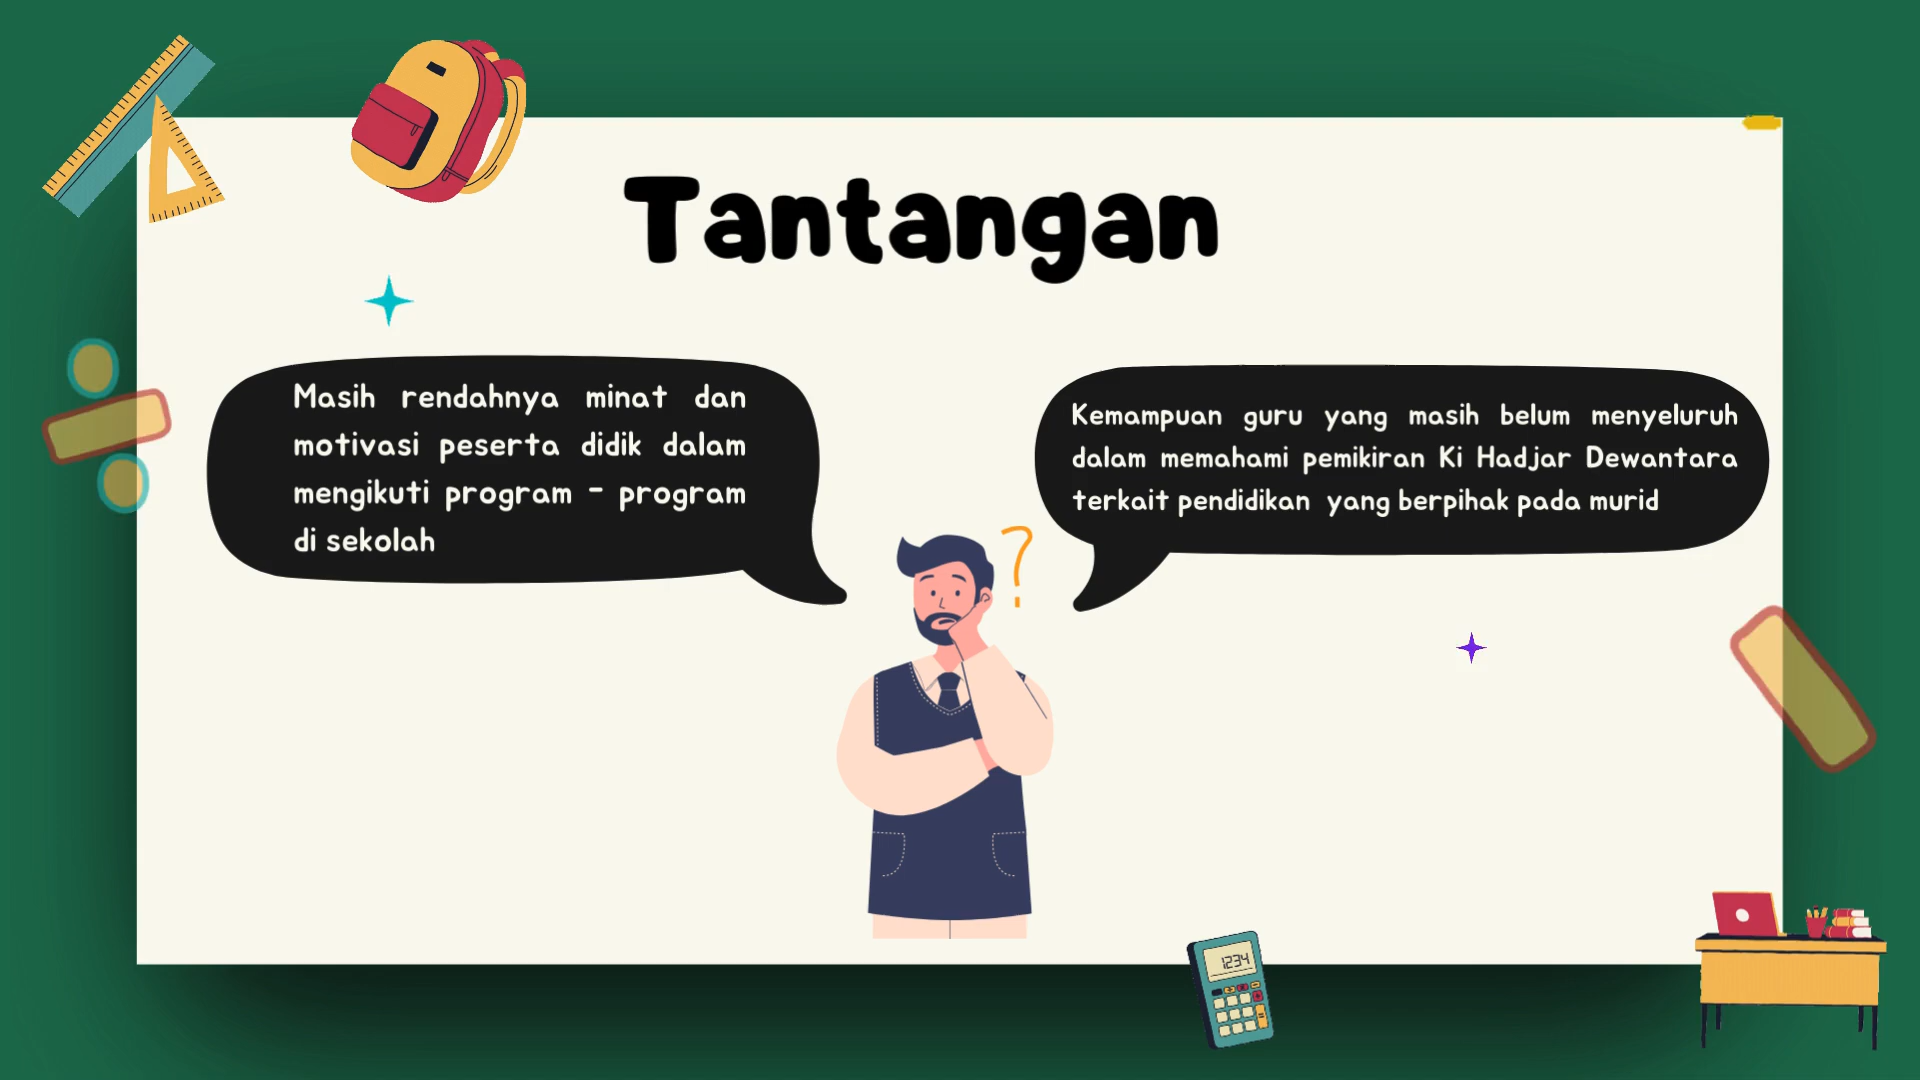 Tantangan
Masih rendahnya minat dan
motivasi peserta didik dalam
mengikuti program - program
di sekolah
Kemampuan guru yang masih belum menyeluruh
dalam memahami pemikiran Ki Hadjar Dewantara
terkait pendidikan yang berpihak pada murid
?
1234